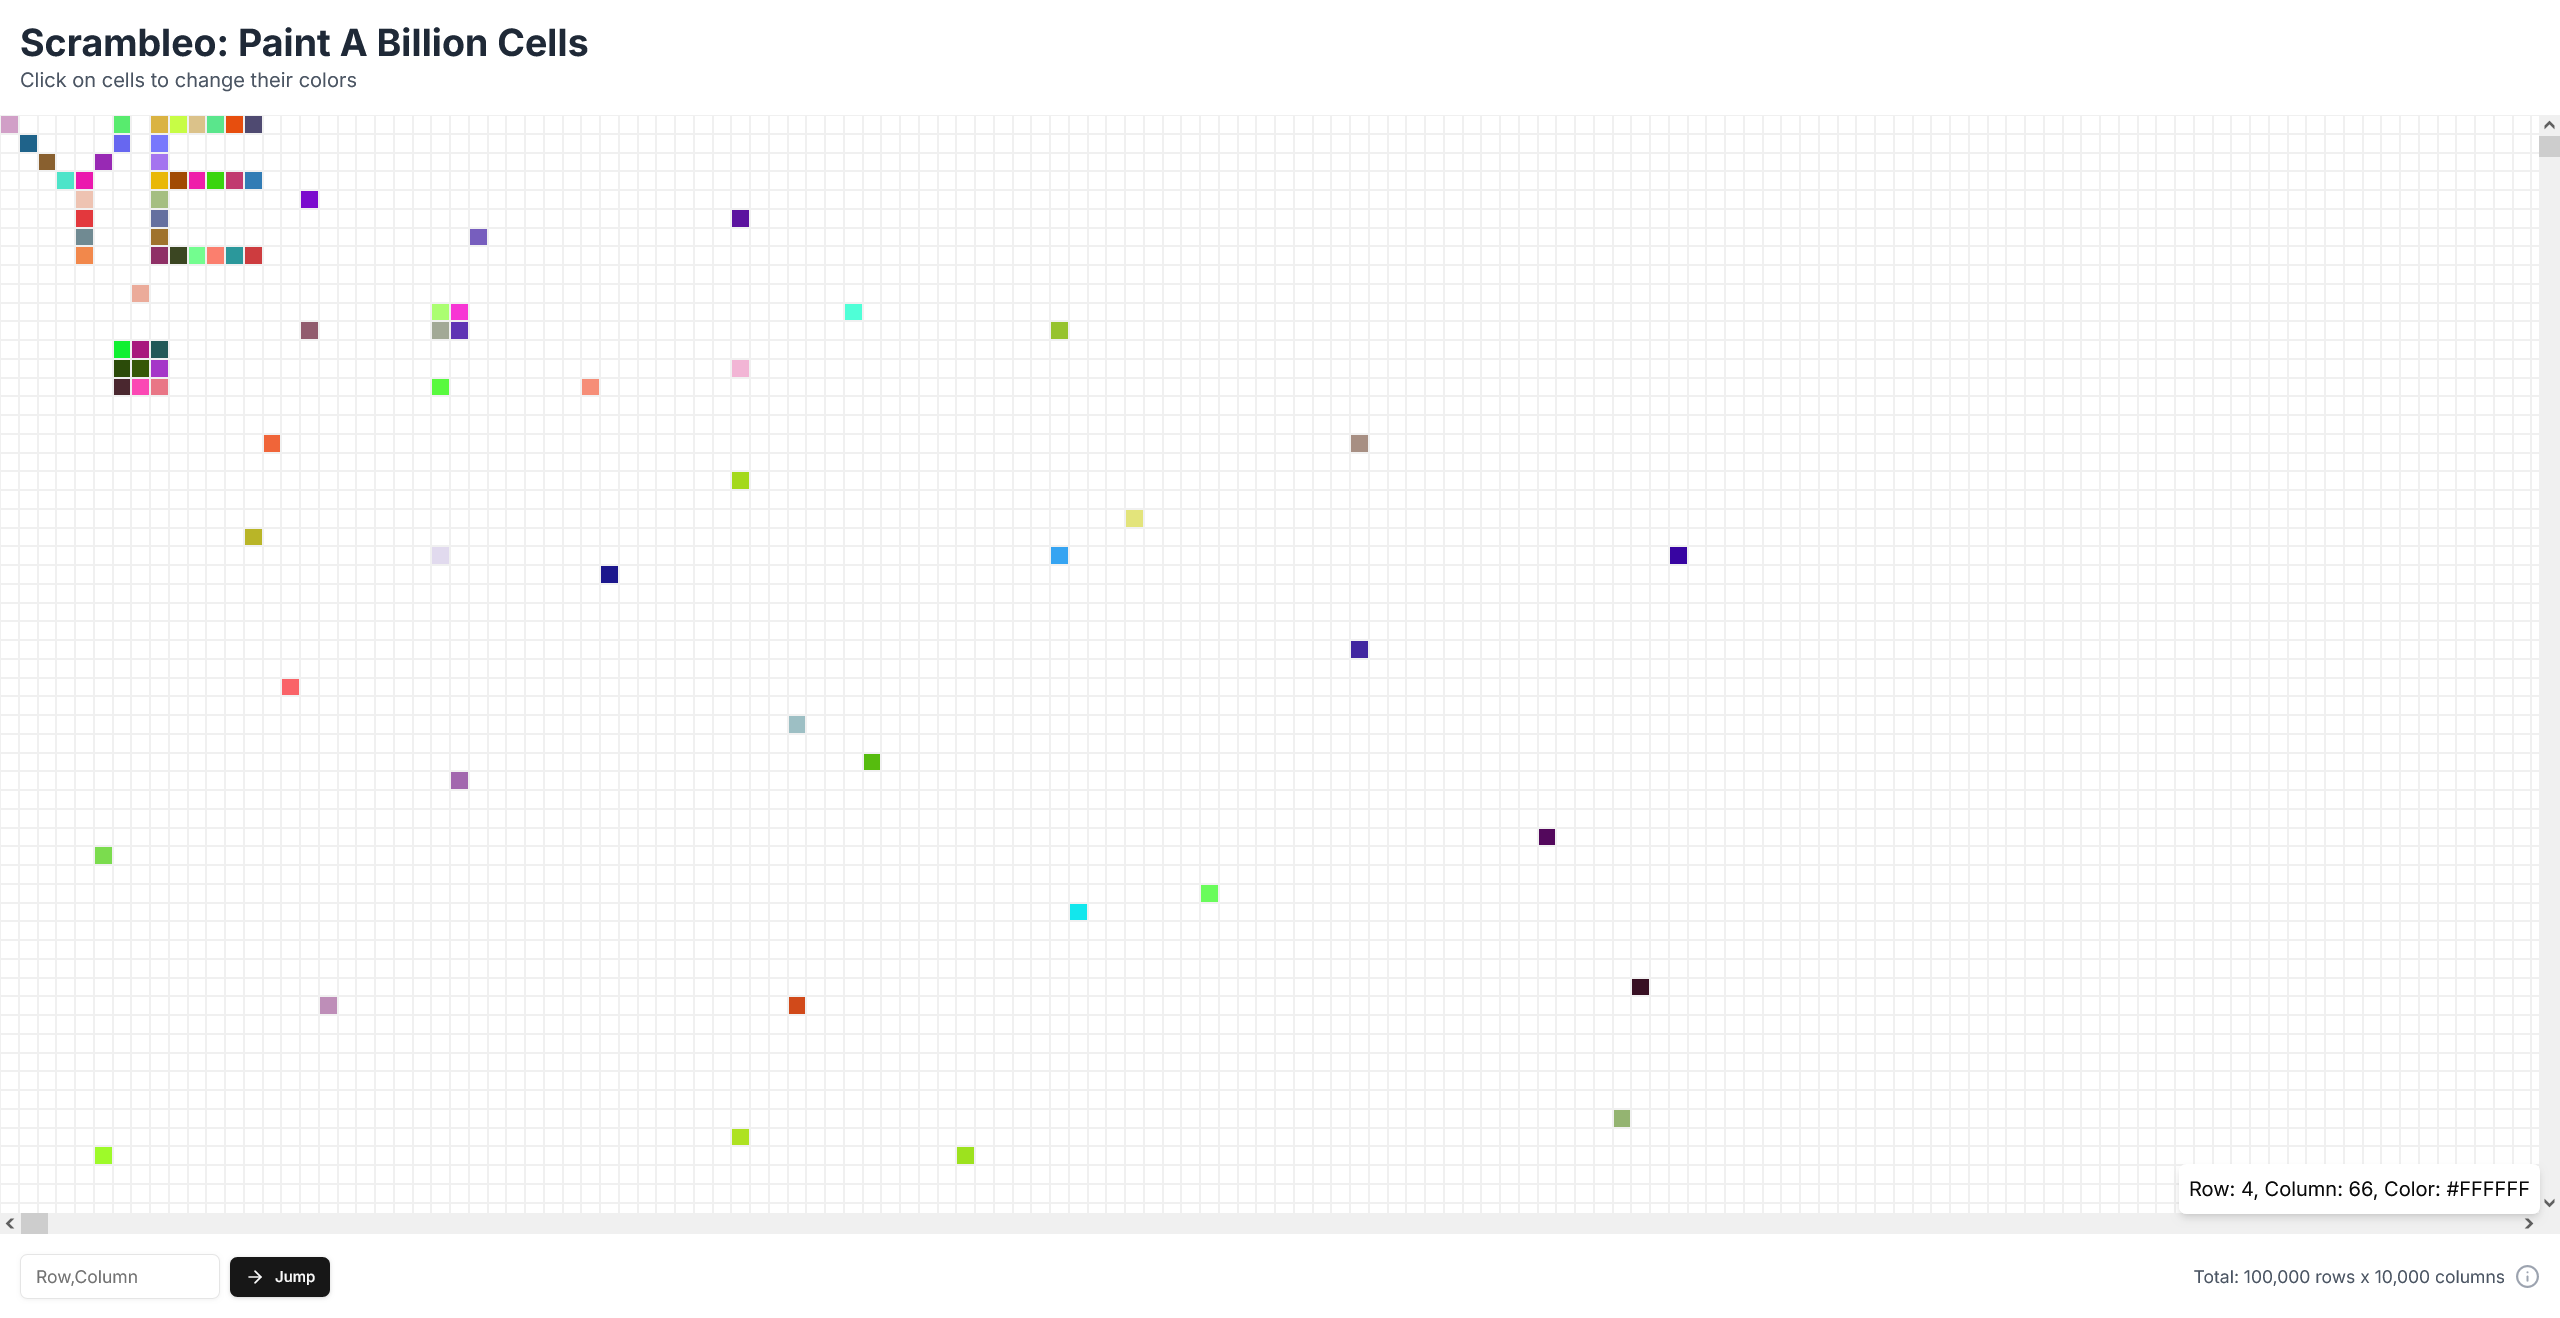 Scrambleo: Paint A Billion Cells
Click on cells to change their colors
YE
Row: 4, Column: 66, Color: #FFFFFF
Row,Column
Jump
Total: 100,000 rows x 10,000 columns